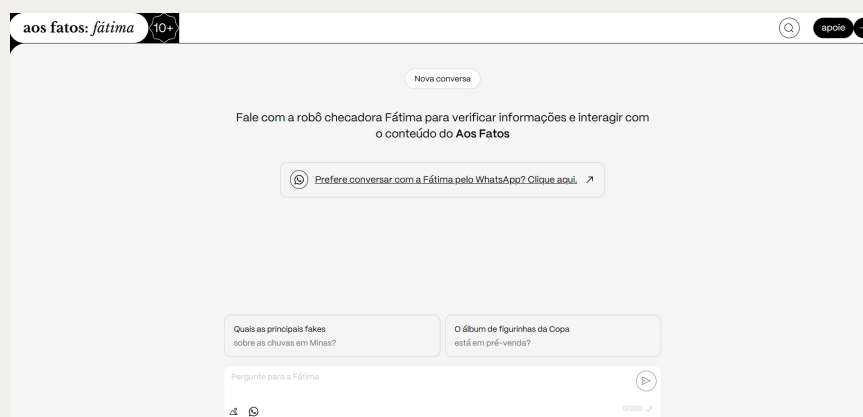 aos fatos: fátima 10+
apoie
Nova conversa
Fale com a robô checadora Fátima para verificar informações e interagir com
o conteúdo do Aos Fatos
Prefere conversar com a Fátima pelo WhatsApp? Clique aqui.
Quais as principais fakes
sobre as chuvas em Minas?
O álbum de figurinhas da Copa
está em pré-venda?
Pergunte para a Fátima
0/200